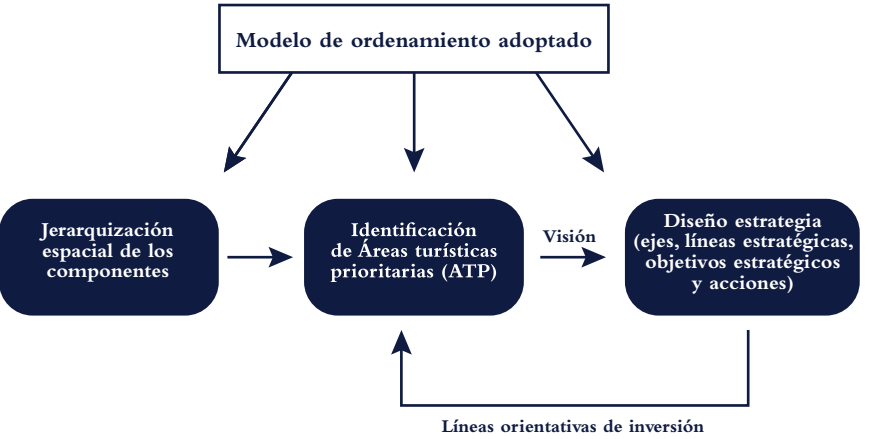 Modelo de ordenamiento adoptado
Jerarquización
espacial de los
componentes
Identificación
de Áreas turísticas
prioritarias (ATP)
Visión
Diseño estrategia
(ejes, líneas estratégicas,
objetivos estratégicos
y acciones)
Líneas orientativas de inversión